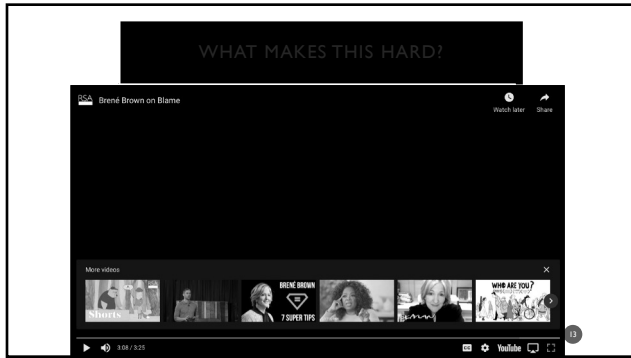 WHAT MAKES THIS HARD?
RSA Brené Brown on Blame
Watch later Share
More videos
Shorts
BRENÉ BROWN
7 SUPER TIPS
WHO ARE YOU?
3:08 / 3:25
CC YouTube
13